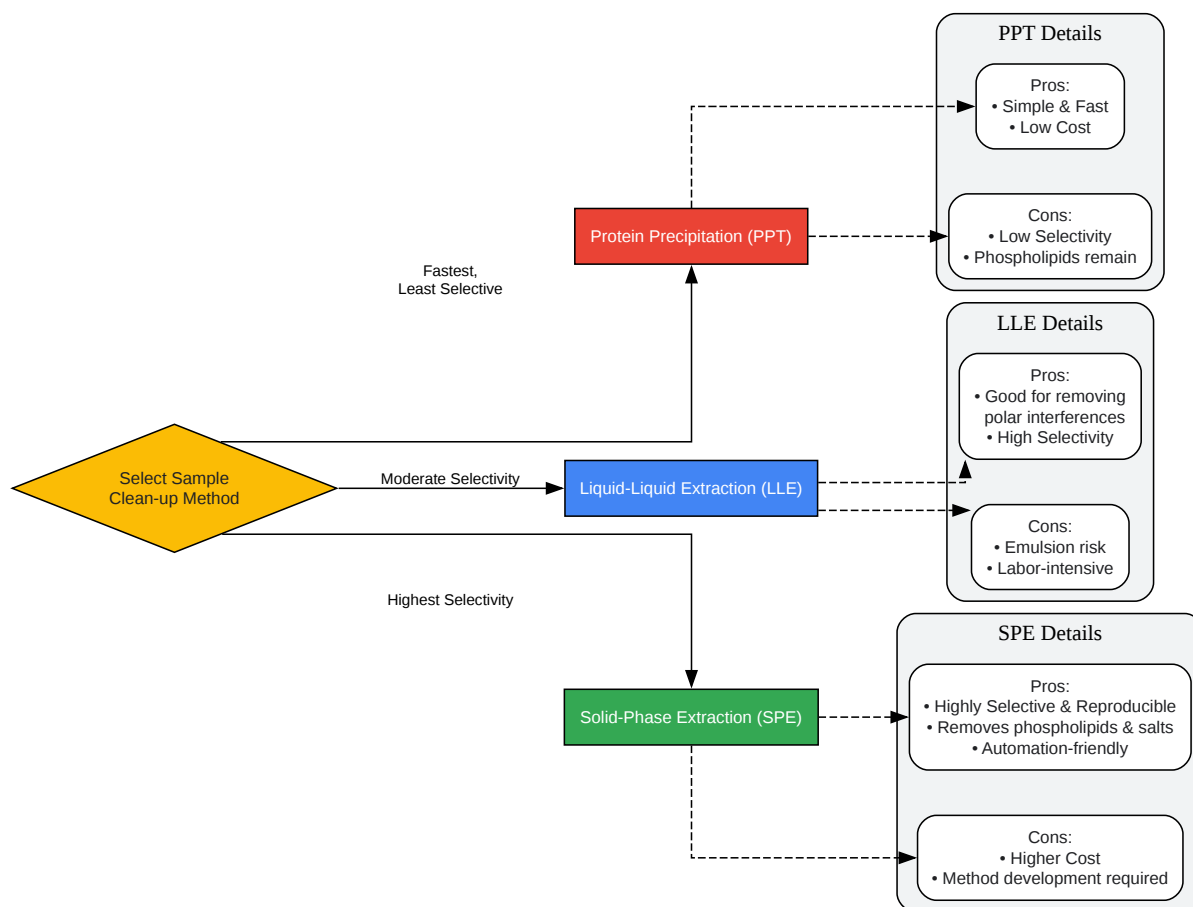 PPT Details
Pros:
• Simple & Fast
• Low Cost
Protein Precipitation (PPT)
Cons:
• Low Selectivity
• Phospholipids remain
Fastest,
Least Selective
LLE Details
Pros:
• Good for removing
polar interferences
• High Selectivity
Select Sample
Clean-up Method
Moderate Selectivity
Liquid-Liquid Extraction (LLE)
Cons:
• Emulsion risk
• Labor-intensive
Highest Selectivity
SPE Details
Pros:
• Highly Selective & Reproducible
• Removes phospholipids & salts
• Automation-friendly
Solid-Phase Extraction (SPE)
Cons:
• Higher Cost
• Method development required